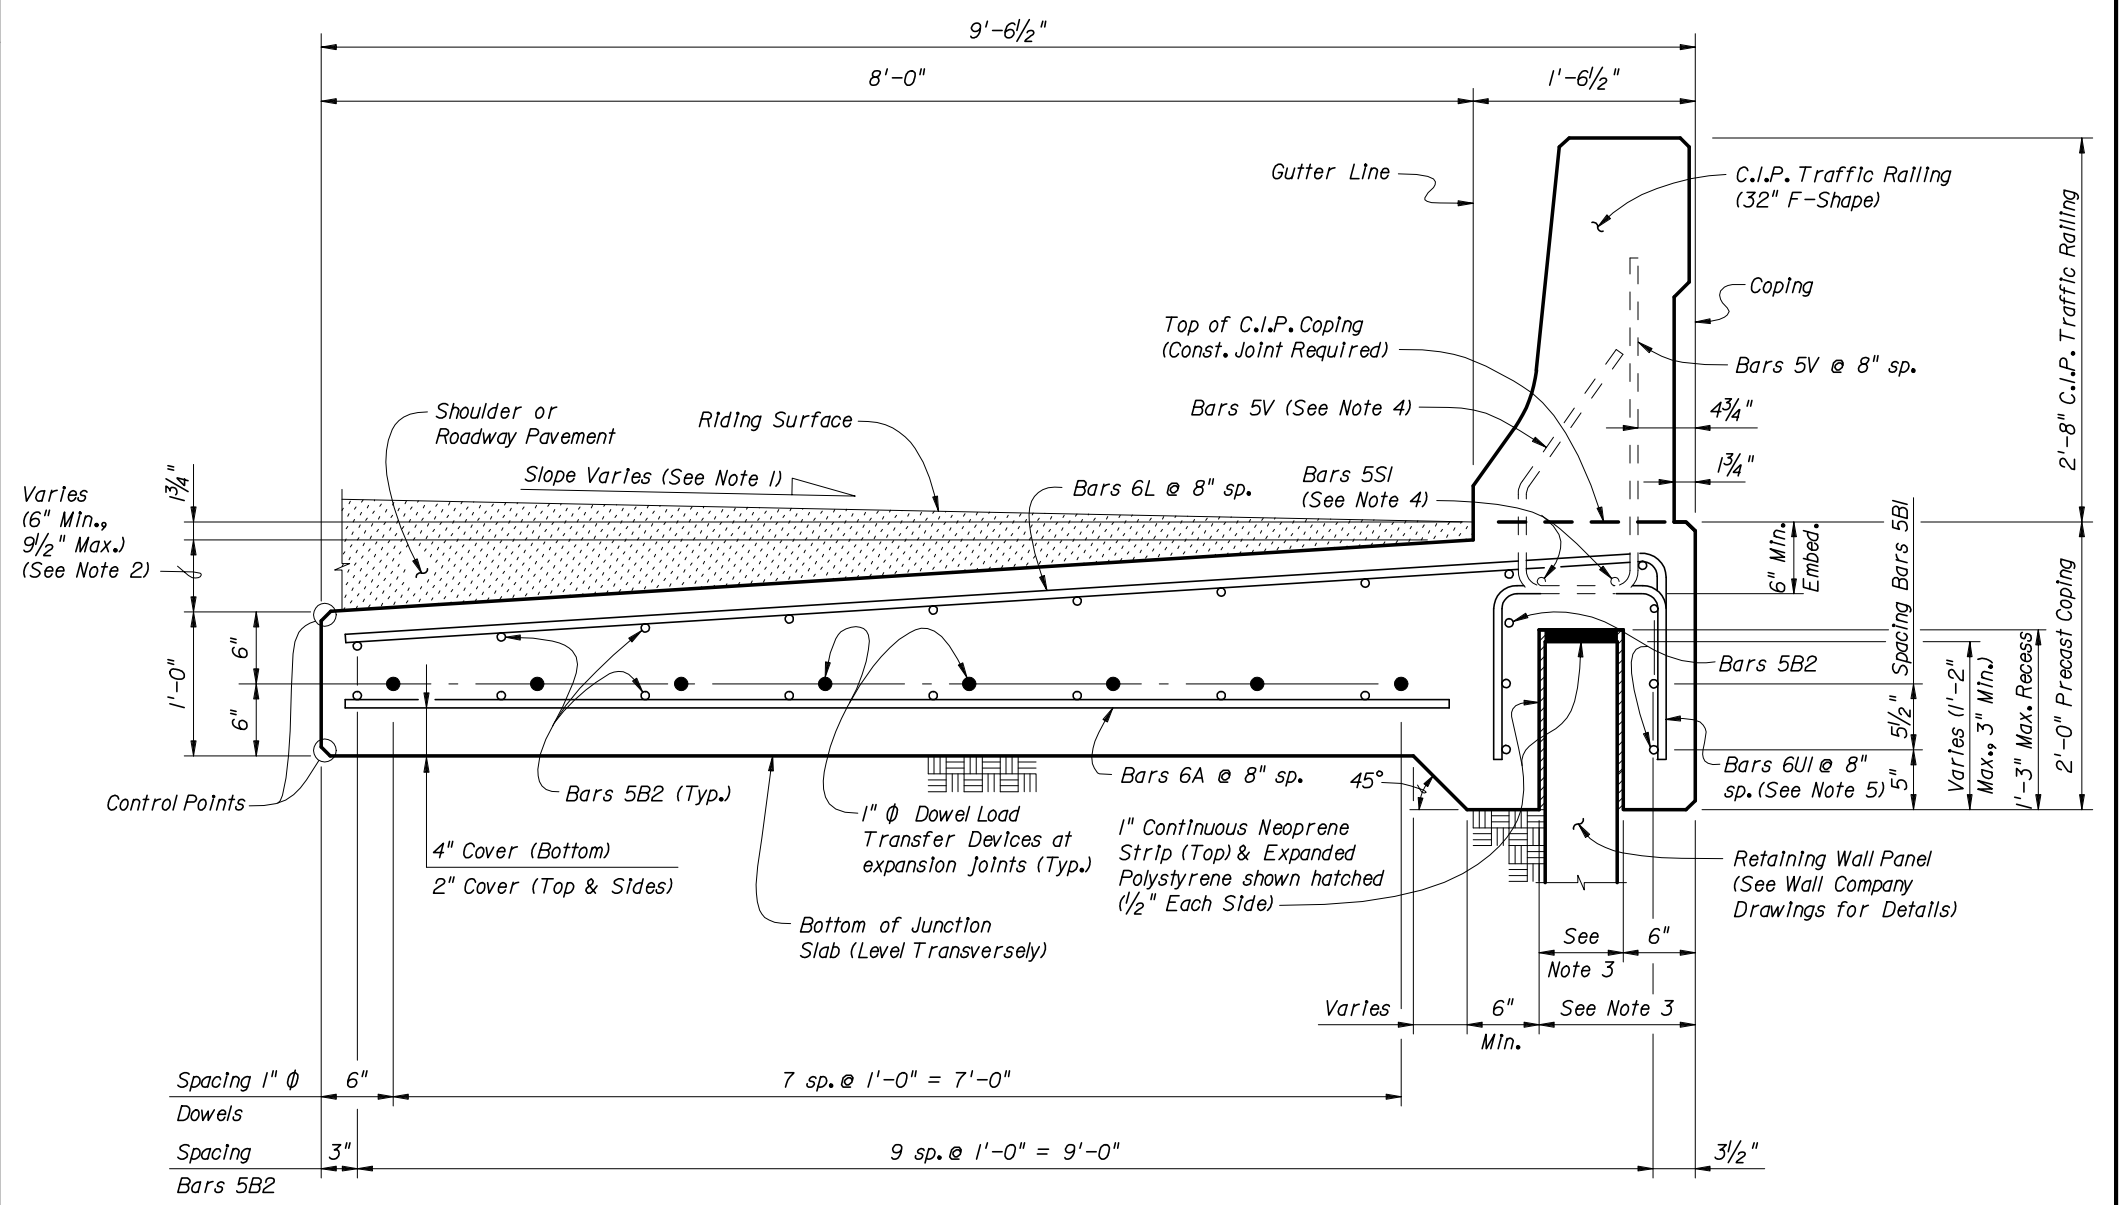 9'-6½"
8'-0"
1'-6½"
Gutter Line
C.I.P. Traffic Railing
(32" F-Shape)
2'-8" C.I.P. Traffic Railing
Coping
Top of C.I.P. Coping
(Const. Joint Required)
Bars 5V @ 8" sp.
Bars 5V (See Note 4)
4¾"
1¾"
Shoulder or
Roadway Pavement
Riding Surface
Slope Varies (See Note 1)
Bars 6L @ 8" sp.
Bars 5S1
(See Note 4)
1¾"
Varies
(6" Min.,
9½" Max.)
(See Note 2)
6" Min.
Embed.
Spacing Bars 5B1
6"
1'-0"
6"
Bars 5B2
5½"
5"
Varies (1'-2"
Max., 3" Min.)
1'-3" Max. Recess
2'-0" Precast Coping
Control Points
Bars 5B2 (Typ.)
Bars 6A @ 8" sp.
45°
Bars 6U1 @ 8"
sp. (See Note 5)
1" Φ Dowel Load
Transfer Devices at
expansion joints (Typ.)
1" Continuous Neoprene
Strip (Top) & Expanded
Polystyrene shown hatched
(½" Each Side)
4" Cover (Bottom)
2" Cover (Top & Sides)
Retaining Wall Panel
(See Wall Company
Drawings for Details)
Bottom of Junction
Slab (Level Transversely)
See
Note 3
6"
Varies
6"
Min.
See Note 3
Spacing 1" Φ
Dowels
6"
7 sp. @ 1'-0" = 7'-0"
Spacing
Bars 5B2
3"
9 sp. @ 1'-0" = 9'-0"
3½"